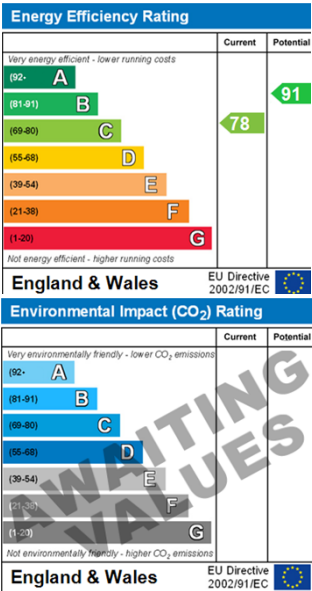 Energy Efficiency Rating
Current Potential
Very energy efficient - lower running costs
(92- A
(81-91) B
(69-80) C
(55-68) D
(39-54) E
(21-38) F
(1-20) G
91
78
Not energy efficient - higher running costs
England & Wales
EU Directive
2002/91/EC
Environmental Impact (CO2) Rating
Current Potential
Very environmentally friendly - lower CO2 emissions
(92- A
(81-91) B
(69-80) C
(55-68) D
(39-54) E
(21-38) F
(1-20) G
AWAITING
VALUES
Not environmentally friendly - higher CO2 emissions
England & Wales
EU Directive
2002/91/EC